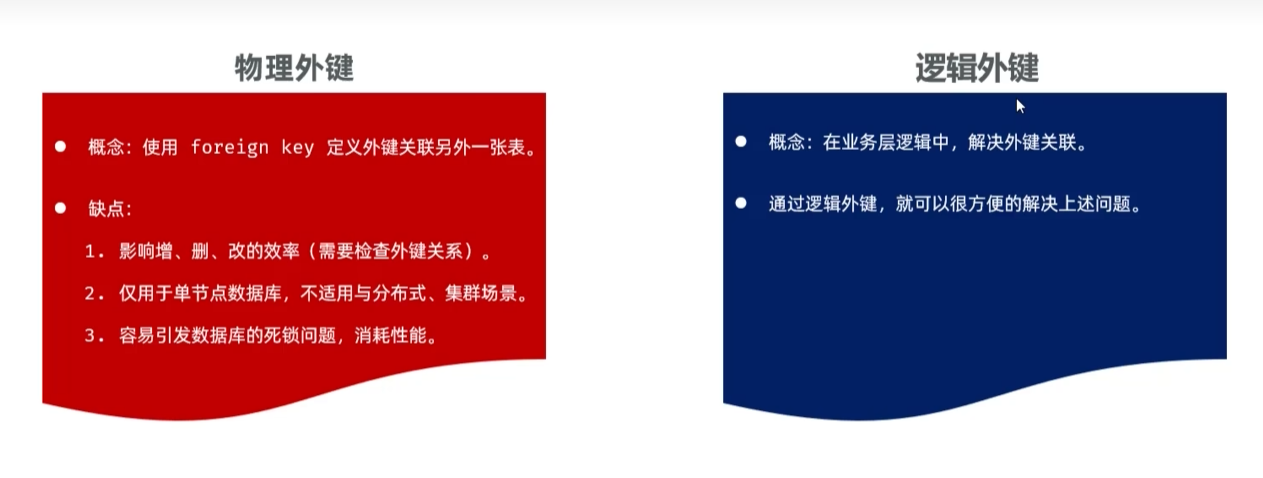 物理外键
概念：使用 foreign key 定义外键关联另外一张表。
缺点：
1. 影响增、删、改的效率（需要检查外键关系）。
2. 仅用于单节点数据库，不适用与分布式、集群场景。
3. 容易引发数据库的死锁问题，消耗性能。
逻辑外键
概念：在业务层逻辑中，解决外键关联。
通过逻辑外键，就可以很方便的解决上述问题。